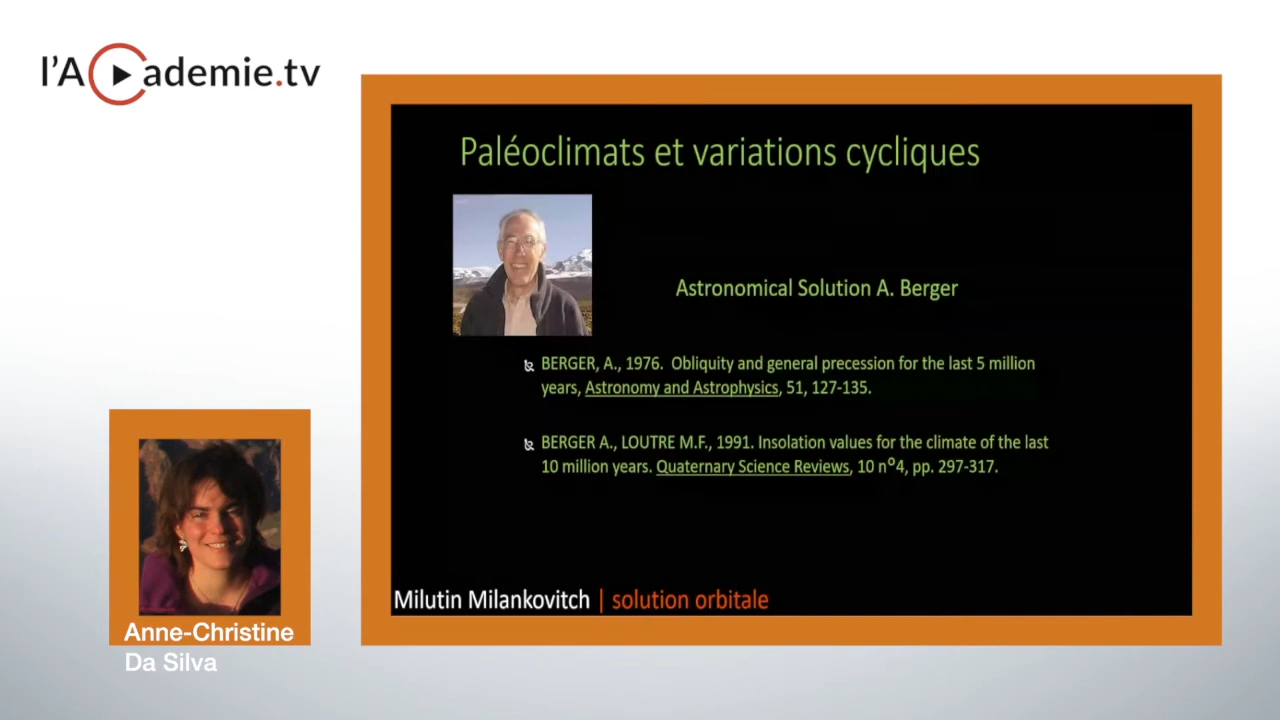 l'Academie.tv
Paléoclimats et variations cycliques
Astronomical Solution A. Berger
BERGER, A., 1976. Obliquity and general precession for the last 5 million
years, Astronomy and Astrophysics, 51, 127-135.
BERGER A., LOUTRE M.F., 1991. Insolation values for the climate of the last
10 million years. Quaternary Science Reviews, 10 n°4, pp. 297-317.
Milutin Milankovitch | solution orbitale
Anne-Christine
Da Silva